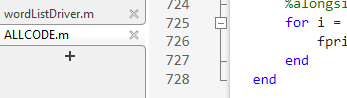 wordListDriver.m
ALLCODE.m
+
724 %alongsi
725 for i =
726 fpri
727 end
728 end